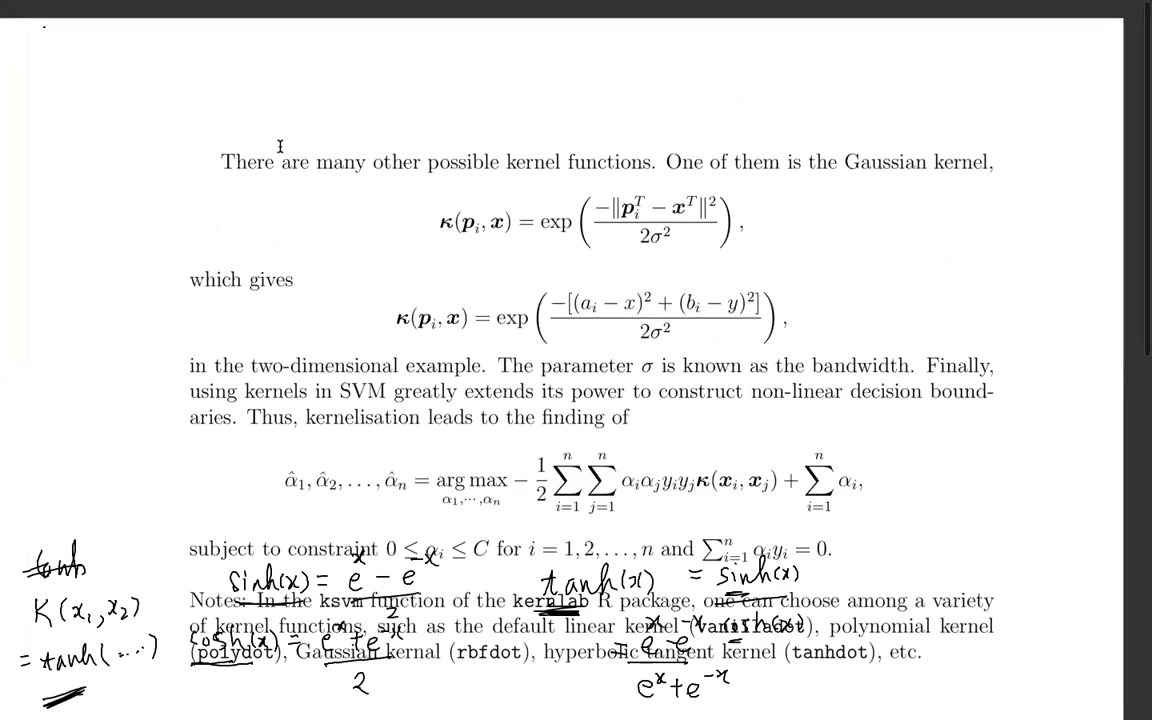 There are many other possible kernel functions. One of them is the Gaussian kernel,
κ(p_i, x) = exp ( −‖p_i^T − x^T‖² / 2σ² ),
which gives
κ(p_i, x) = exp ( −[(a_i − x)² + (b_i − y)²] / 2σ² ),
in the two-dimensional example. The parameter σ is known as the bandwidth. Finally,
using kernels in SVM greatly extends its power to construct non-linear decision bound-
aries. Thus, kernelisation leads to the finding of
α̂_1, α̂_2, . . . , α̂_n = arg max_{α_1,⋯,α_n} − 1/2 ∑_{i=1}^n ∑_{j=1}^n α_i α_j y_i y_j κ(x_i, x_j) + ∑_{i=1}^n α_i,
subject to constraint 0 ≤ α_i ≤ C for i = 1, 2, . . . , n and ∑_{i=1}^n α_i y_i = 0.
sinh(x) = (e^x − e^−x) / 2
tanh(x) = sinh(x) / cosh(x)
Notes: In the ksvm function of the kernlab R package, one can choose among a variety
of kernel functions, such as the default linear kernel (vanilladot), polynomial kernel
(polydot), Gaussian kernal (rbfdot), hyperbolic tangent kernel (tanhdot), etc.
cosh(x) = (e^x + e^−x) / 2
= (e^x − e^−x) / (e^x + e^−x)
K(x_1, x_2)
= tanh(....)